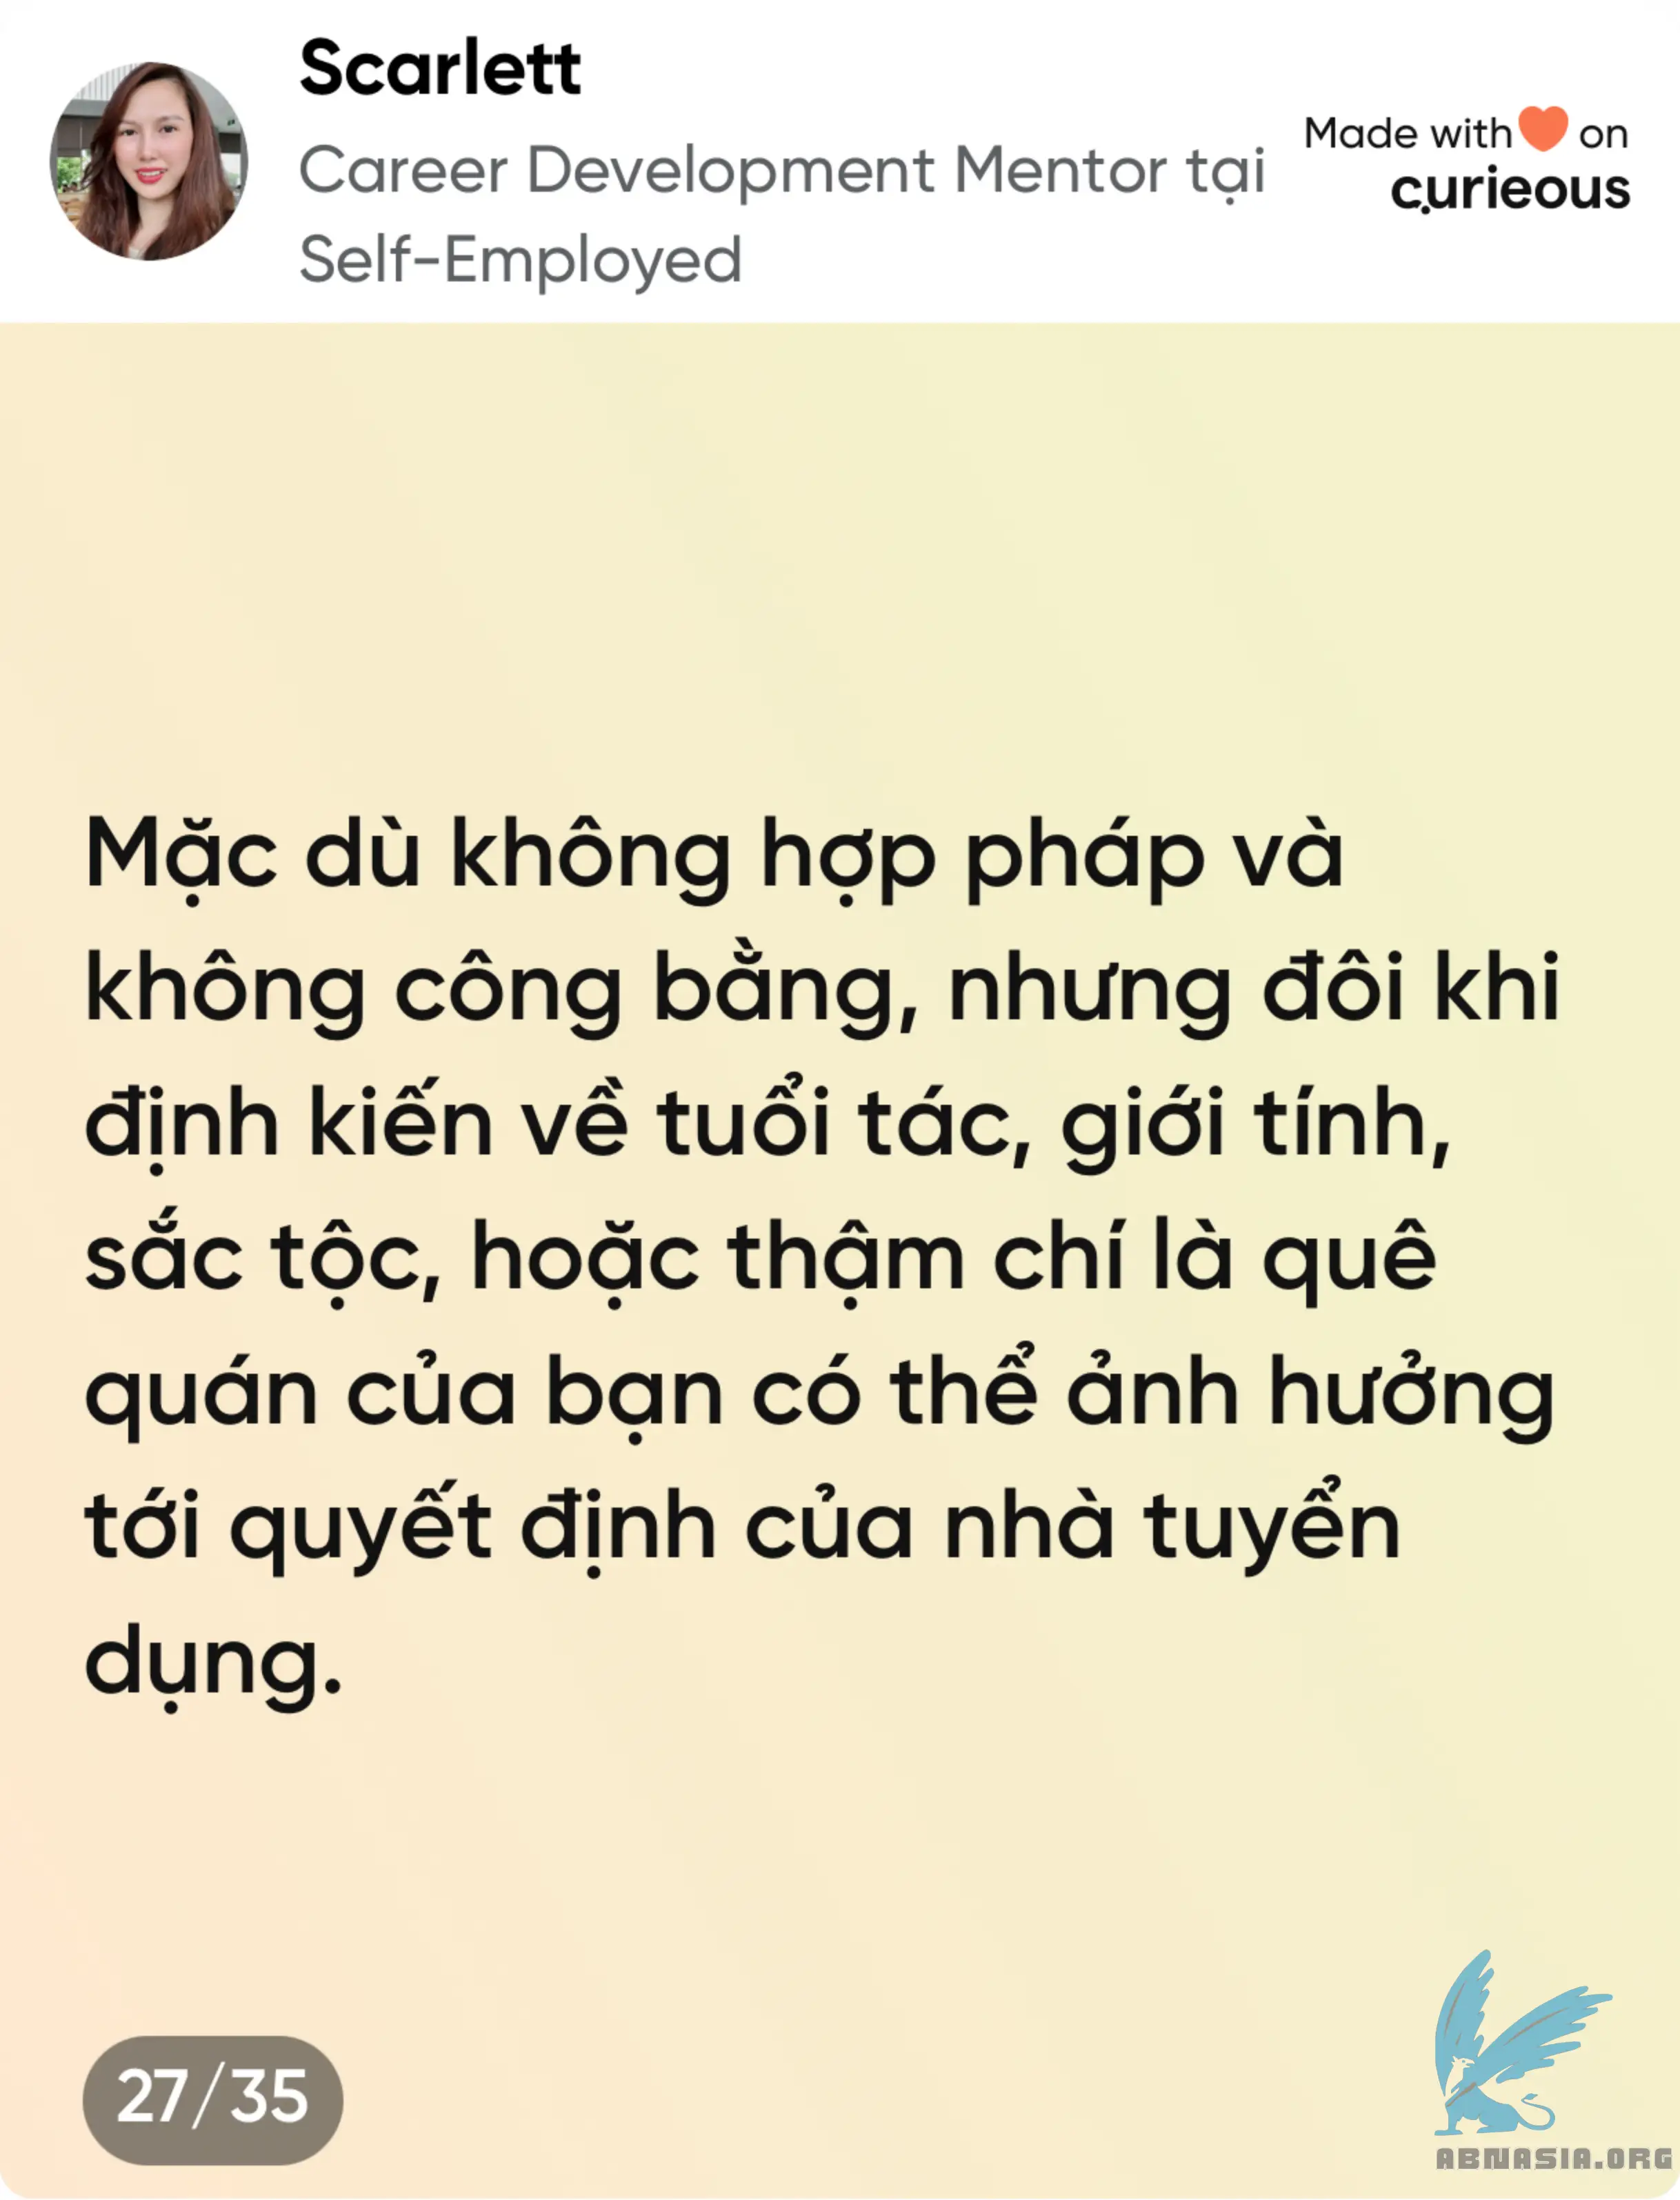 Scarlett
Career Development Mentor tại
Self-Employed
Made with on
curieous
Mặc dù không hợp pháp và
không công bằng, nhưng đôi khi
định kiến về tuổi tác, giới tính,
sắc tộc, hoặc thậm chí là quê
quán của bạn có thể ảnh hưởng
tới quyết định của nhà tuyển
dụng.
27/35
ABNASIA.ORG